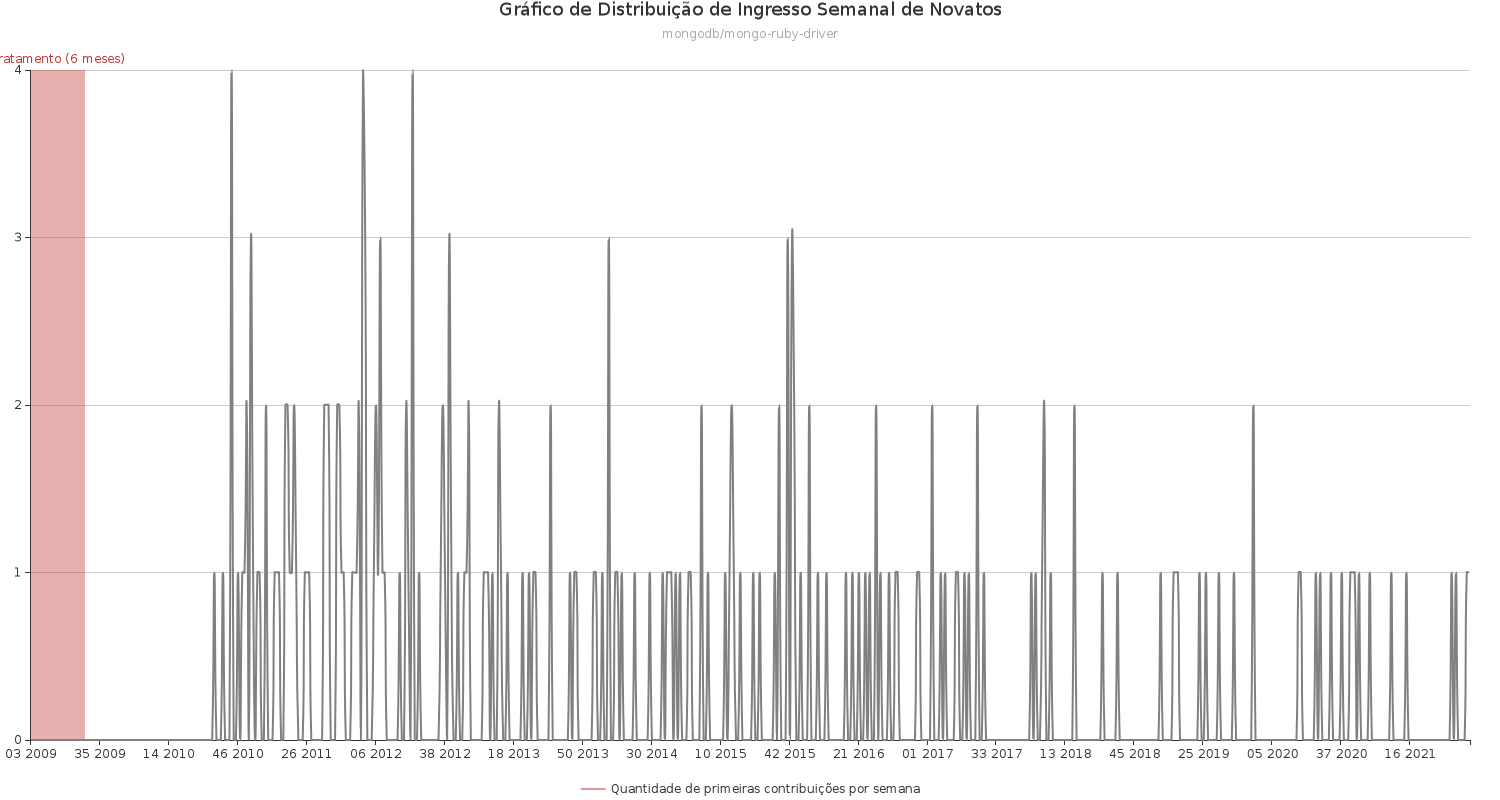 Gráfico de Distribuição de Ingresso Semanal de Novatos
mongodb/mongo-ruby-driver
ratamento (6 meses)
4
3
2
1
0
03 2009 35 2009 14 2010 46 2010 26 2011 06 2012 38 2012 18 2013 50 2013 30 2014 10 2015 42 2015 21 2016 01 2017 33 2017 13 2018 45 2018 25 2019 05 2020 37 2020 16 2021
Quantidade de primeiras contribuições por semana